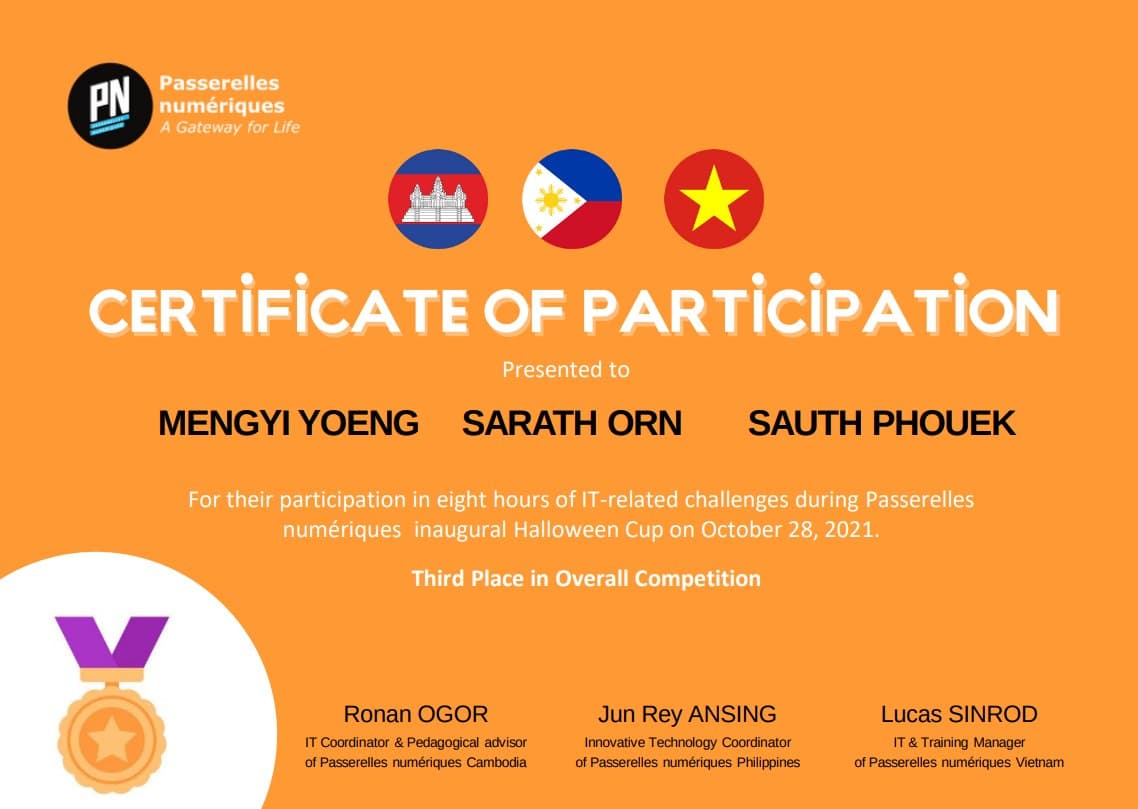 PN
Passerelles
numériques
A Gateway for Life
CERTIFICATE OF PARTICIPATION
Presented to
MENGYI YOENG SARATH ORN SAUTH PHOUEK
For their participation in eight hours of IT-related challenges during Passerelles
numériques inaugural Halloween Cup on October 28, 2021.
Third Place in Overall Competition
Ronan OGOR
IT Coordinator & Pedagogical advisor
of Passerelles numériques Cambodia
Jun Rey ANSING
Innovative Technology Coordinator
of Passerelles numériques Philippines
Lucas SINROD
IT & Training Manager
of Passerelles numériques Vietnam